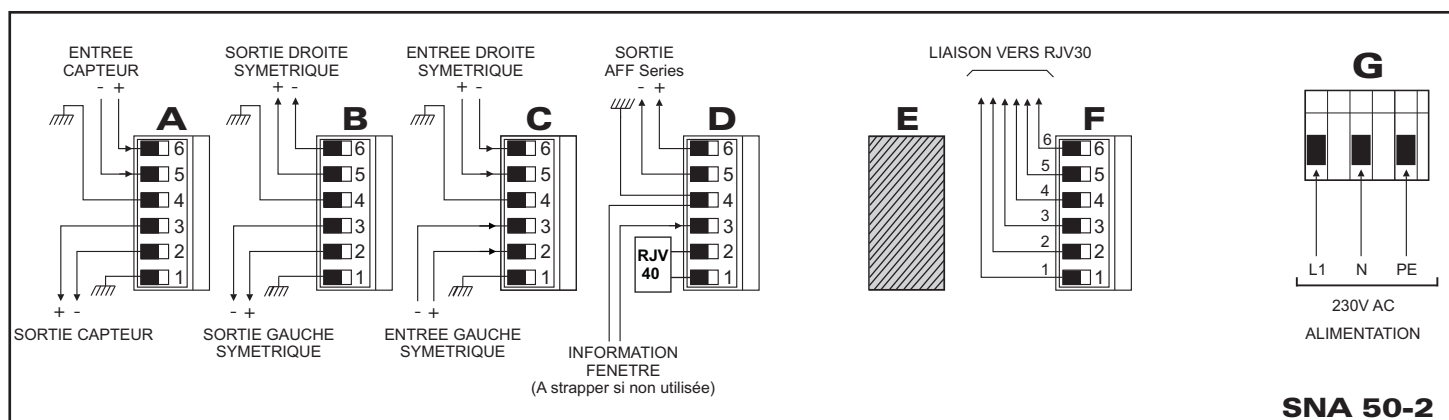 ENTREE
CAPTEUR
- +
A
6
5
4
3
2
1
+ -
SORTIE CAPTEUR
SORTIE DROITE
SYMETRIQUE
+ -
B
6
5
4
3
2
1
- +
SORTIE GAUCHE
SYMETRIQUE
ENTREE DROITE
SYMETRIQUE
+ -
C
6
5
4
3
2
1
- +
ENTREE GAUCHE
SYMETRIQUE
SORTIE
AFF Series
- +
D
6
5
4
3
2
1
RJV
40
INFORMATION
FENETRE
(A strapper si non utilisée)
E
LIAISON VERS RJV30
F
6 6
5 5
4 4
3 3
2 2
1 1
G
L1 N PE
230V AC
ALIMENTATION
SNA 50-2